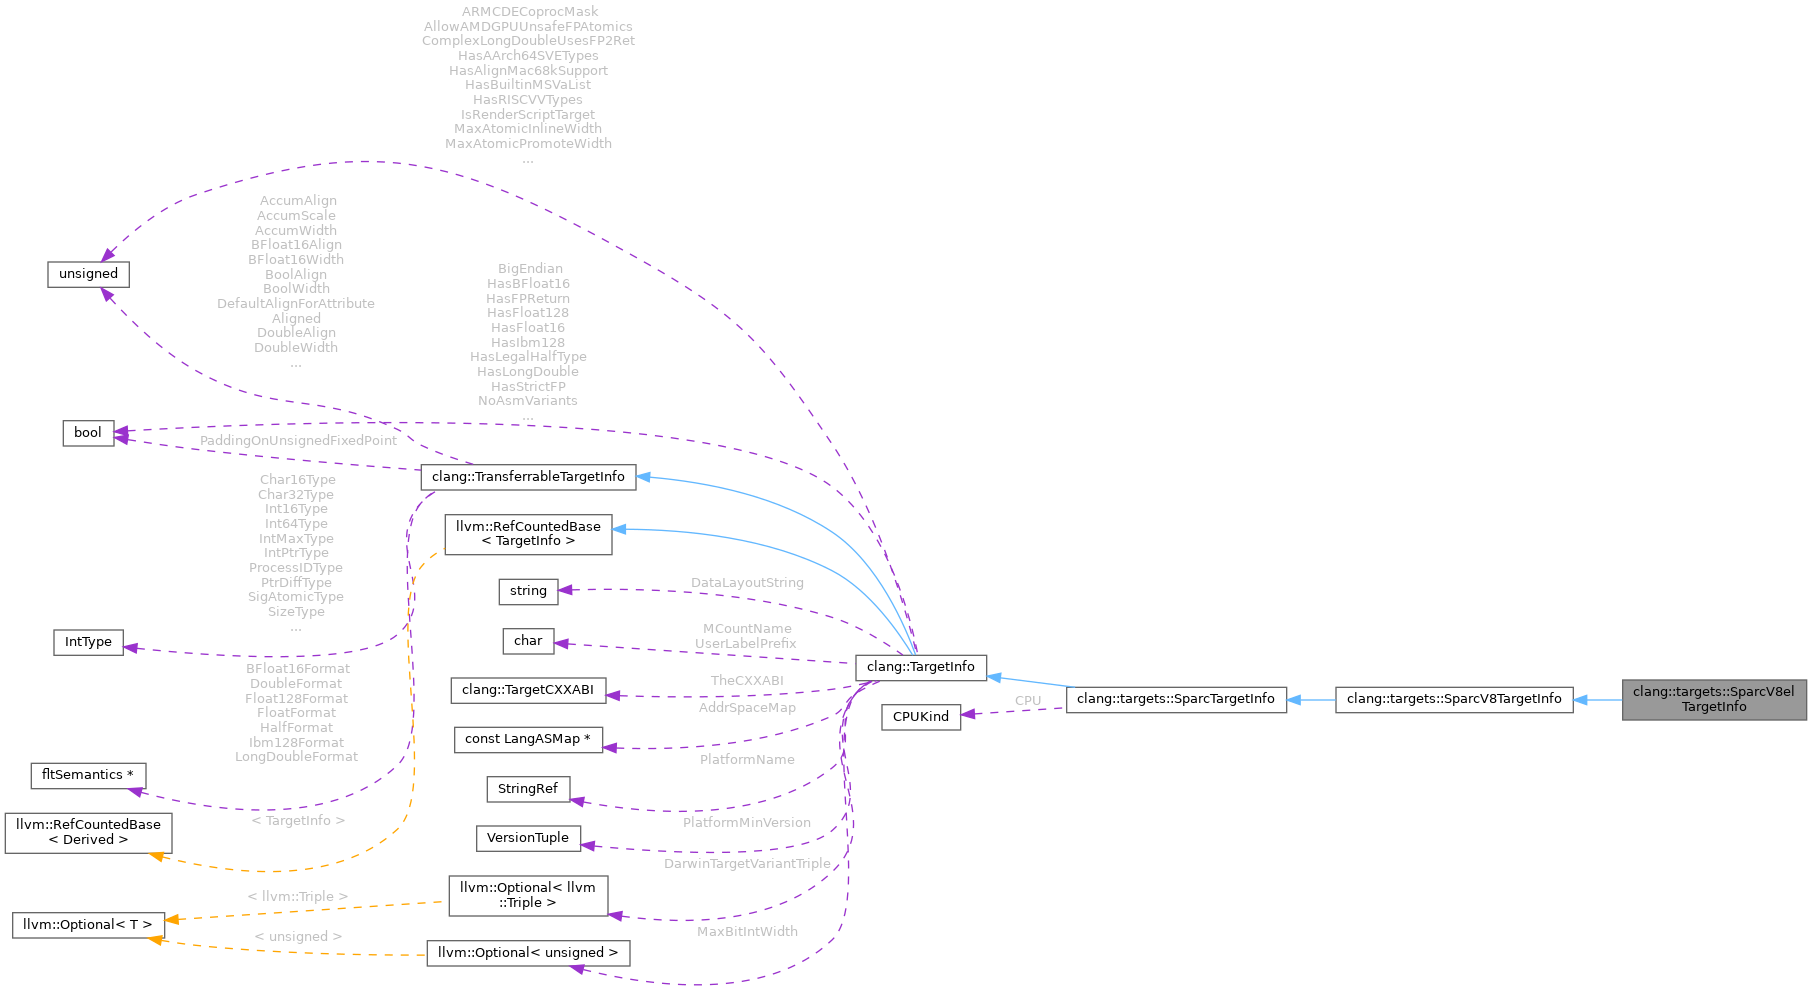 ARMCDECoprocMask
AllowAMDGPUUnsafeFPAtomics
ComplexLongDoubleUsesFP2Ret
HasAArch64SVETypes
HasAlignMac68kSupport
HasBuiltinMSVaList
HasRISCVVTypes
IsRenderScriptTarget
MaxAtomicInlineWidth
MaxAtomicPromoteWidth
...
AccumAlign
AccumScale
AccumWidth
BFloat16Align
BFloat16Width
BoolAlign
BoolWidth
DefaultAlignForAttribute
Aligned
DoubleAlign
DoubleWidth
...
unsigned
BigEndian
HasBFloat16
HasFPReturn
HasFloat128
HasFloat16
HasIbm128
HasLegalHalfType
HasLongDouble
HasStrictFP
NoAsmVariants
...
bool
PaddingOnUnsignedFixedPoint
clang::TransferrableTargetInfo
Char16Type
Char32Type
Int16Type
Int64Type
IntMaxType
IntPtrType
ProcessIDType
PtrDiffType
SigAtomicType
SizeType
...
llvm::RefCountedBase
< TargetInfo >
string
DataLayoutString
char
MCountName
UserLabelPrefix
IntType
clang::TargetInfo
BFloat16Format
DoubleFormat
Float128Format
FloatFormat
HalfFormat
Ibm128Format
LongDoubleFormat
clang::TargetCXXABI
TheCXXABI
AddrSpaceMap
CPUKind
CPU
clang::targets::SparcTargetInfo
clang::targets::SparcV8TargetInfo
clang::targets::SparcV8el
TargetInfo
const LangASMap *
PlatformName
fltSemantics *
StringRef
llvm::RefCountedBase
< Derived >
< TargetInfo >
PlatformMinVersion
VersionTuple
DarwinTargetVariantTriple
llvm::Optional< llvm
::Triple >
< llvm::Triple >
llvm::Optional< T >
< unsigned >
MaxBitIntWidth
llvm::Optional< unsigned >